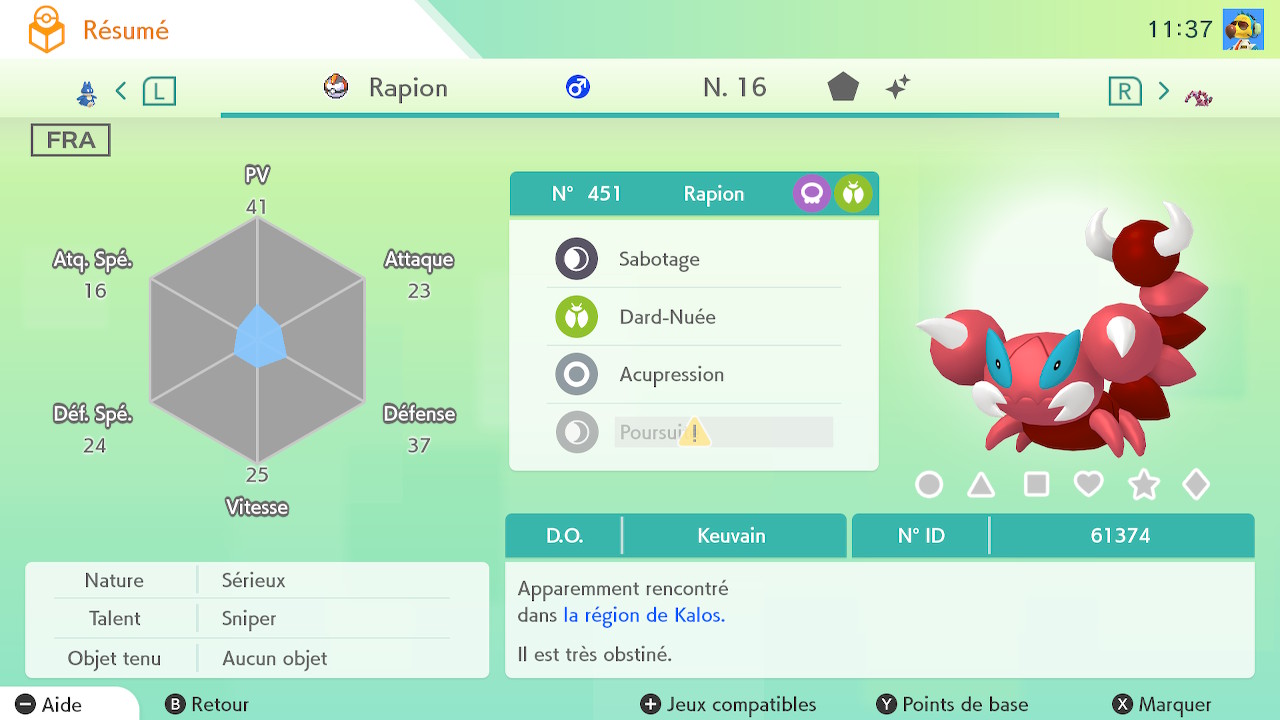 Résumé
11:37
L
Rapion
N. 16
R
FRA
PV
41
Atq. Spé.
16
Attaque
23
Déf. Spé.
24
Défense
37
25
Vitesse
N° 451 Rapion
Sabotage
Dard-Nuée
Acupression
Poursui
D.O. Keuvain
N° ID 61374
Nature Sérieux
Talent Sniper
Objet tenu Aucun objet
Apparemment rencontré
dans la région de Kalos.
Il est très obstiné.
Aide
B Retour
Jeux compatibles
Y Points de base
X Marquer